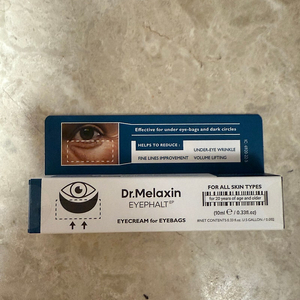 Effective for under eye-bags and dark circles
HELPS TO REDUCE :
UNDER-EYE WRINKLE
FINE LINES IMPROVEMENT
VOLUME LIFTING
Dr.Melaxin
EYEPHALT
EYECREAM for EYEBAGS
FOR ALL SKIN TYPES
for 20 years of age and older
(10ml / 0.33fl.oz)